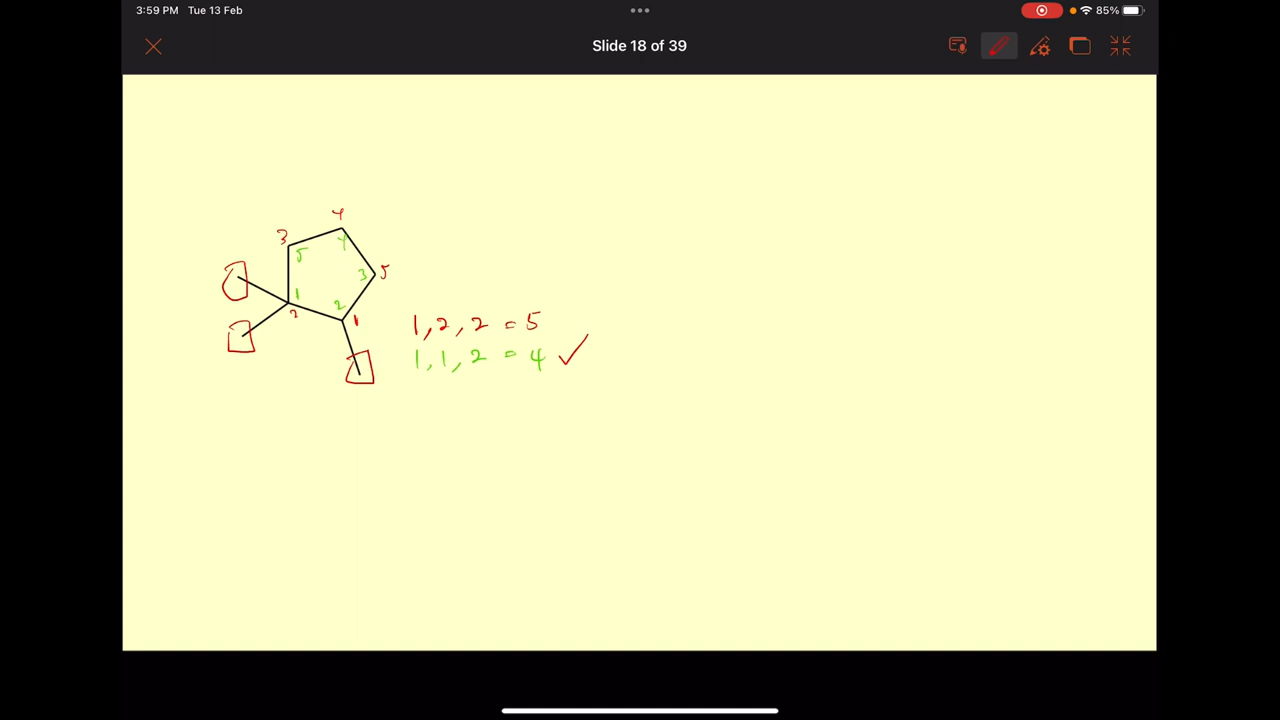 3:59 PM Tue 13 Feb
85%
Slide 18 of 39
4
3
4
5
3
5
1
2
2
1
1,2,2 = 5
1,1,2 = 4 ✓